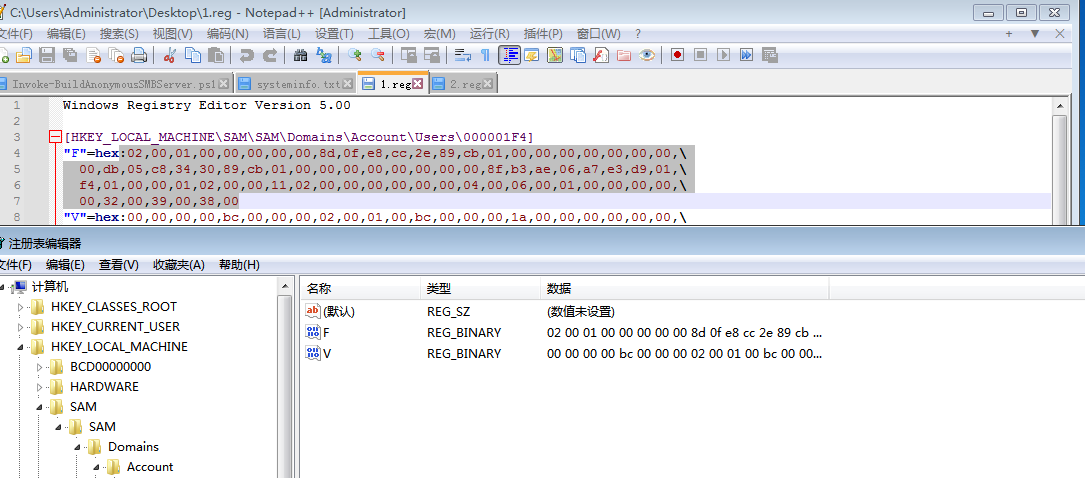 C:\Users\Administrator\Desktop\1.reg - Notepad++ [Administrator]
文件(F) 编辑(E) 搜索(S) 视图(V) 编码(N) 语言(L) 设置(T) 工具(O) 宏(M) 运行(R) 插件(P) 窗口(W) ? + ▼ ✕
Invoke-BuildAnonymousSMBServer.ps1 systeminfo.txt 1.reg 2.reg
1 Windows Registry Editor Version 5.00
2
3 [HKEY_LOCAL_MACHINE\SAM\SAM\Domains\Account\Users\000001F4]
4 "F"=hex:02,00,01,00,00,00,00,00,8d,0f,e8,cc,2e,89,cb,01,00,00,00,00,00,00,00,\
5 00,db,05,c8,34,30,89,cb,01,00,00,00,00,00,00,00,00,8f,b3,ae,06,a7,e3,d9,01,\
6 f4,01,00,00,01,02,00,00,11,02,00,00,00,00,00,00,04,00,06,00,01,00,00,00,00,\
7 00,32,00,39,00,38,00
8 "V"=hex:00,00,00,00,bc,00,00,00,02,00,01,00,bc,00,00,00,1a,00,00,00,00,00,00,\
注册表编辑器
文件(F) 编辑(E) 查看(V) 收藏夹(A) 帮助(H)
计算机
HKEY_CLASSES_ROOT
HKEY_CURRENT_USER
HKEY_LOCAL_MACHINE
BCD00000000
HARDWARE
SAM
SAM
Domains
Account
名称 类型 数据
(默认) REG_SZ (数值未设置)
F REG_BINARY 02 00 01 00 00 00 00 00 8d 0f e8 cc 2e 89 cb ...
V REG_BINARY 00 00 00 00 bc 00 00 00 02 00 01 00 bc 00 00...